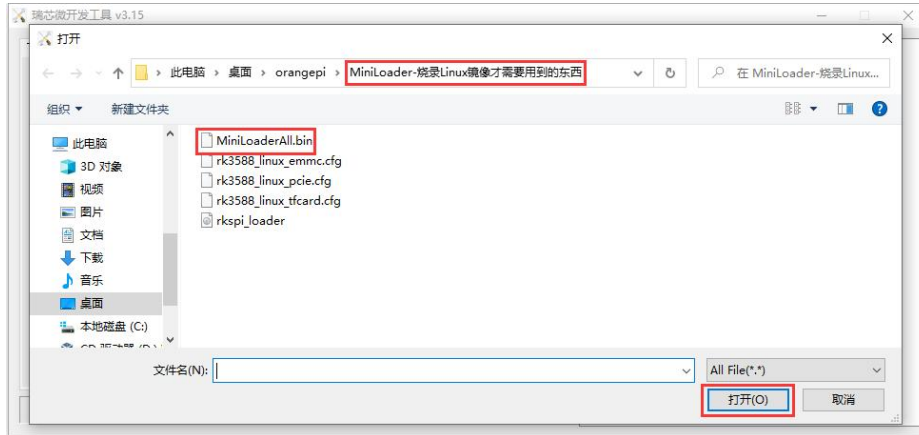 瑞芯微开发工具 v3.15
打开
此电脑 › 桌面 › orangepi › MiniLoader-烧录Linux镜像才需要用到的东西
在 MiniLoader-烧录Linux...
组织 新建文件夹
此电脑
3D 对象
视频
图片
文档
下载
音乐
桌面
本地磁盘 (C:)
MiniLoaderAll.bin
rk3588_linux_emmc.cfg
rk3588_linux_pcie.cfg
rk3588_linux_tfcard.cfg
rkspi_loader
文件名(N):
All File(*.*)
打开(O) 取消